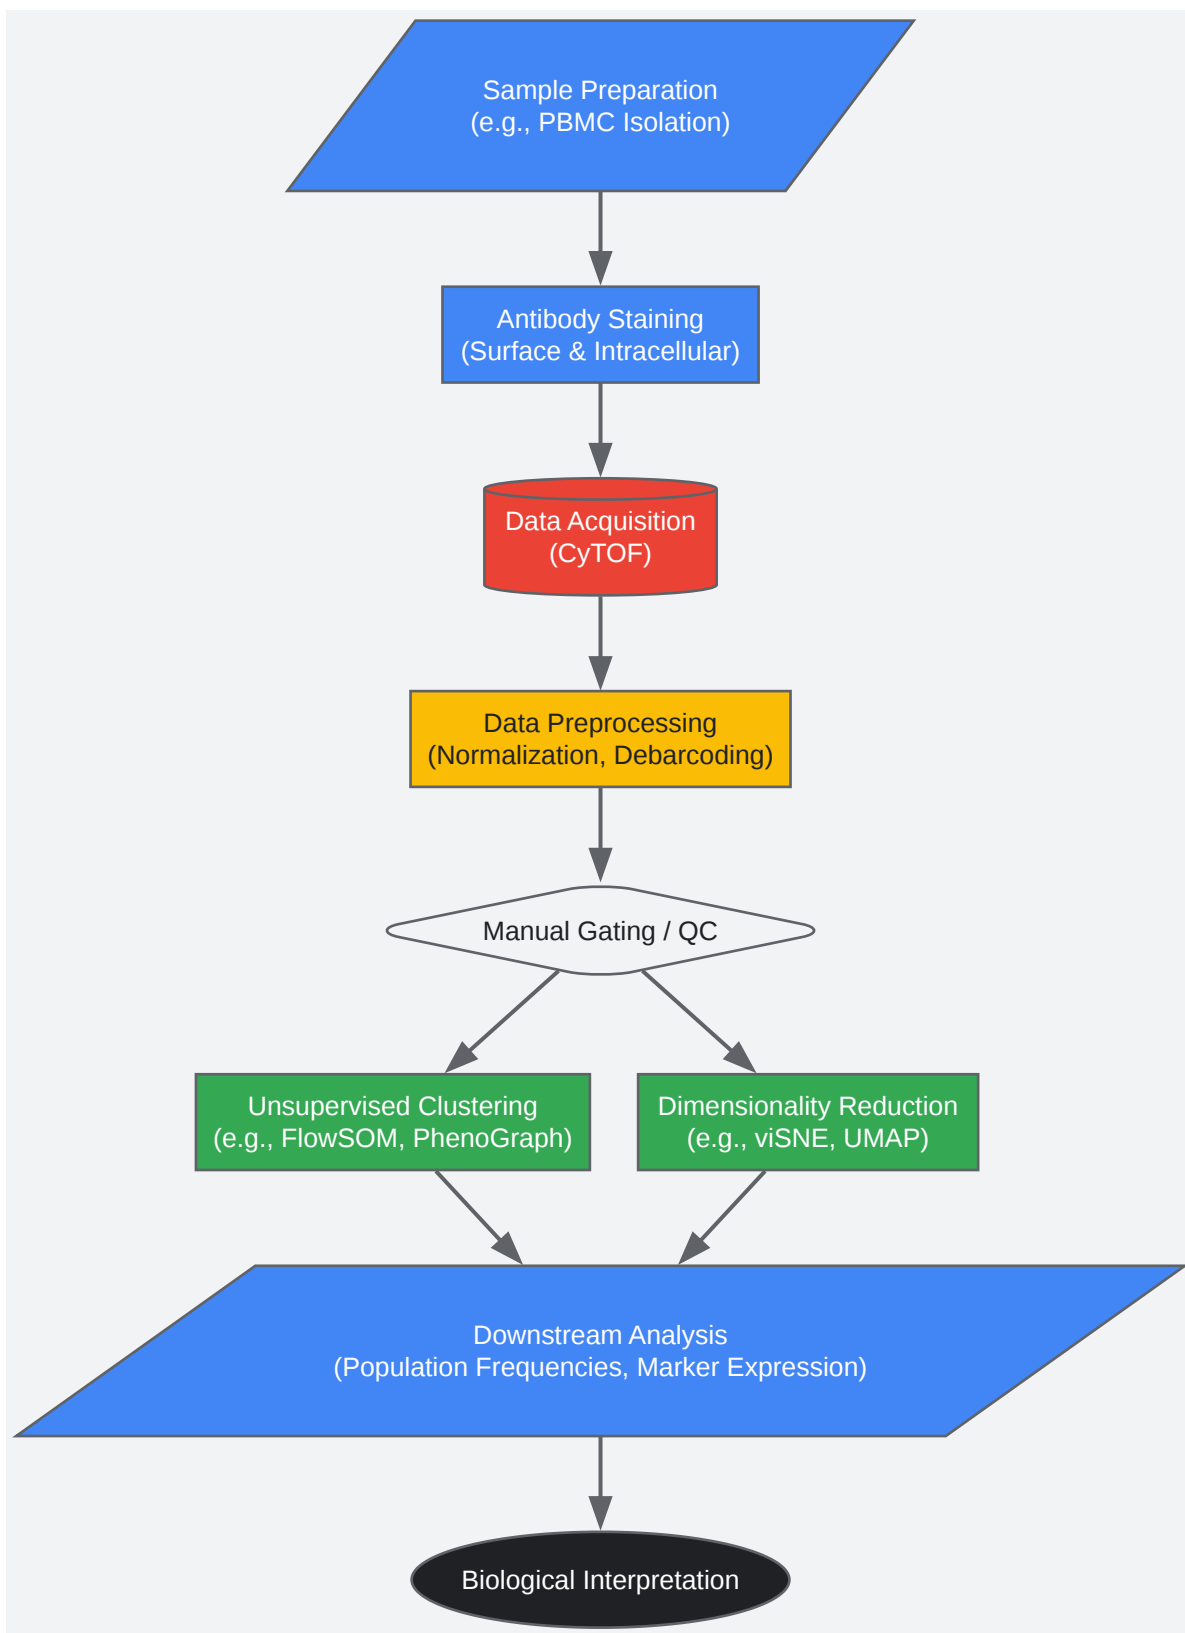 Sample Preparation
(e.g., PBMC Isolation)
Antibody Staining
(Surface & Intracellular)
Data Acquisition
(CyTOF)
Data Preprocessing
(Normalization, Debarcoding)
Manual Gating / QC
Unsupervised Clustering
(e.g., FlowSOM, PhenoGraph)
Dimensionality Reduction
(e.g., viSNE, UMAP)
Downstream Analysis
(Population Frequencies, Marker Expression)
Biological Interpretation